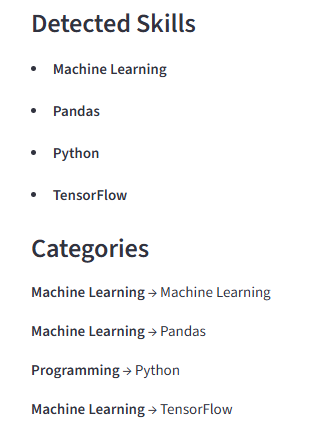 Detected Skills
• Machine Learning
• Pandas
• Python
• TensorFlow
Categories
Machine Learning → Machine Learning
Machine Learning → Pandas
Programming → Python
Machine Learning → TensorFlow